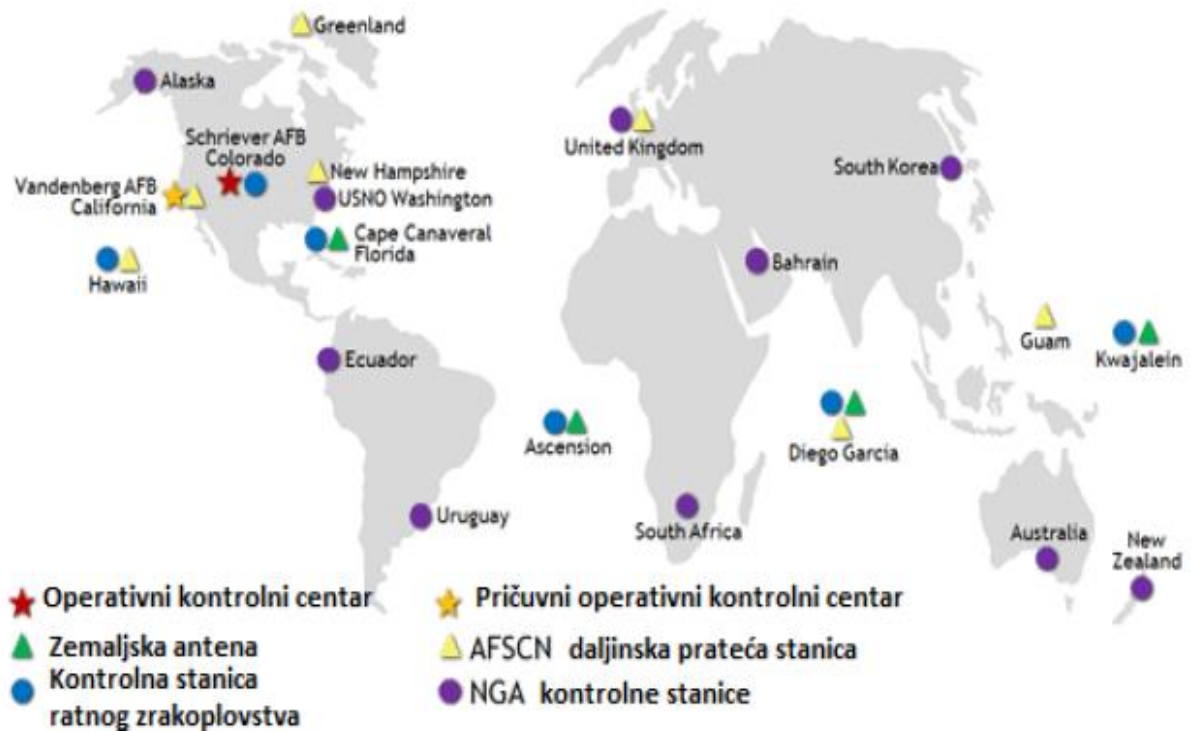 Greenland
Alaska
Schriever AFB
Colorado
United Kingdom
South Korea
New Hampshire
Vandenberg AFB
California
USNO Washington
Cape Canaveral
Florida
Hawaii
Bahrain
Guam
Kwajalein
Ecuador
Ascension
Diego Garcia
Uruguay
South Africa
Australia
New
Zealand
Operativni kontrolni centar
Pričuvni operativni kontrolni centar
Zemaljska antena
AFSCN daljinska prateća stanica
Kontrolna stanica
ratnog zrakoplovstva
NGA kontrolne stanice